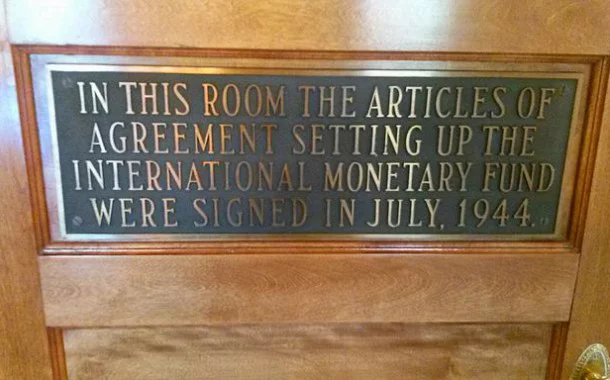 IN THIS ROOM THE ARTICLES OF
AGREEMENT SETTING UP THE
INTERNATIONAL MONETARY FUND
WERE SIGNED IN JULY, 1944.